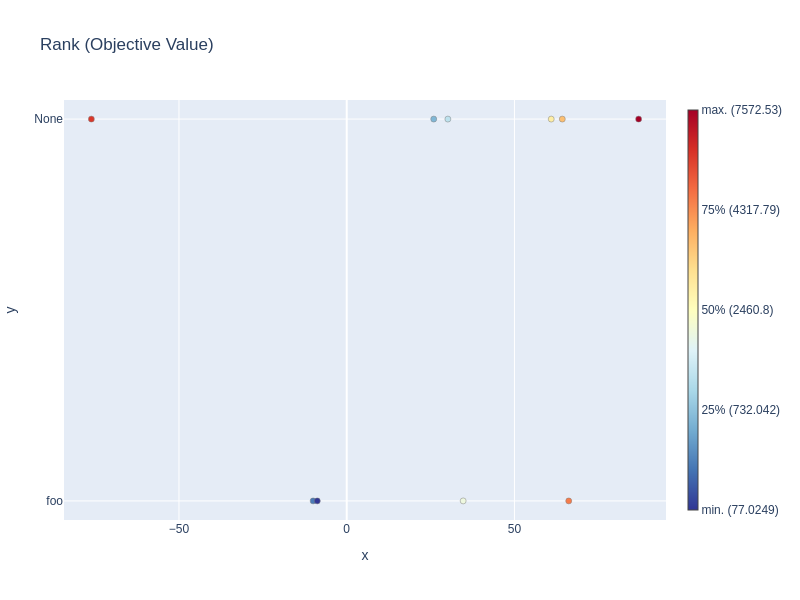 Rank (Objective Value)
None
foo
y
−50
0
50
x
max. (7572.53)
75% (4317.79)
50% (2460.8)
25% (732.042)
min. (77.0249)